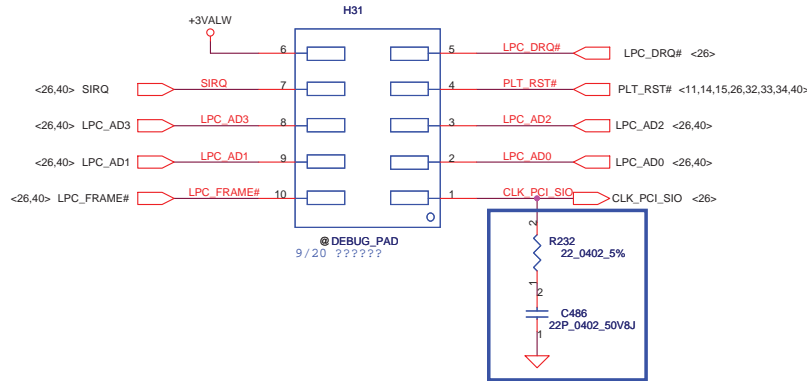 H31
+3VALW
6 5 LPC_DRQ# LPC_DRQ# <26>
<26,40> SIRQ SIRQ 7 4 PLT_RST# PLT_RST# <11,14,15,26,32,33,34,40>
<26,40> LPC_AD3 LPC_AD3 8 3 LPC_AD2 LPC_AD2 <26,40>
<26,40> LPC_AD1 LPC_AD1 9 2 LPC_AD0 LPC_AD0 <26,40>
<26,40> LPC_FRAME# LPC_FRAME# 10 1 CLK_PCI_SIO CLK_PCI_SIO <26>
@DEBUG_PAD
9/20 ??????
2
R232
22_0402_5%
1
2
C486
22P_0402_50V8J
1